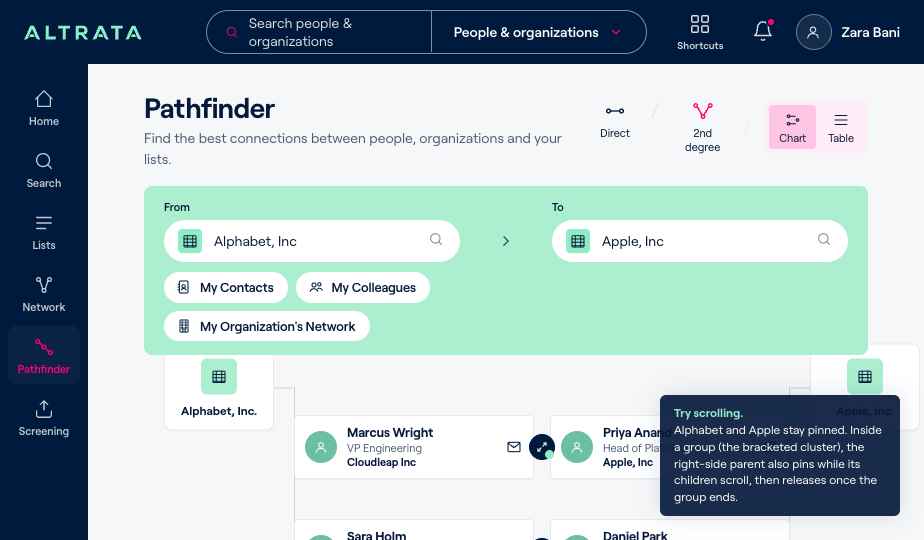 ALTRATA
Search people &
organizations
People & organizations
Shortcuts
Zara Bani
Home
Search
Lists
Network
Pathfinder
Screening
Pathfinder
Find the best connections between people, organizations and your
lists.
Direct
2nd
degree
Chart
Table
From
Alphabet, Inc
To
Apple, Inc
My Contacts
My Colleagues
My Organization's Network
Alphabet, Inc.
Apple, Inc.
Marcus Wright
VP Engineering
Cloudleap Inc
Priya Anand
Head of
Apple, Inc
Try scrolling.
Alphabet and Apple stay pinned. Inside
a group (the bracketed cluster), the
right-side parent also pins while its
children scroll, then releases once the
group ends.
Sara Holm
Daniel Park